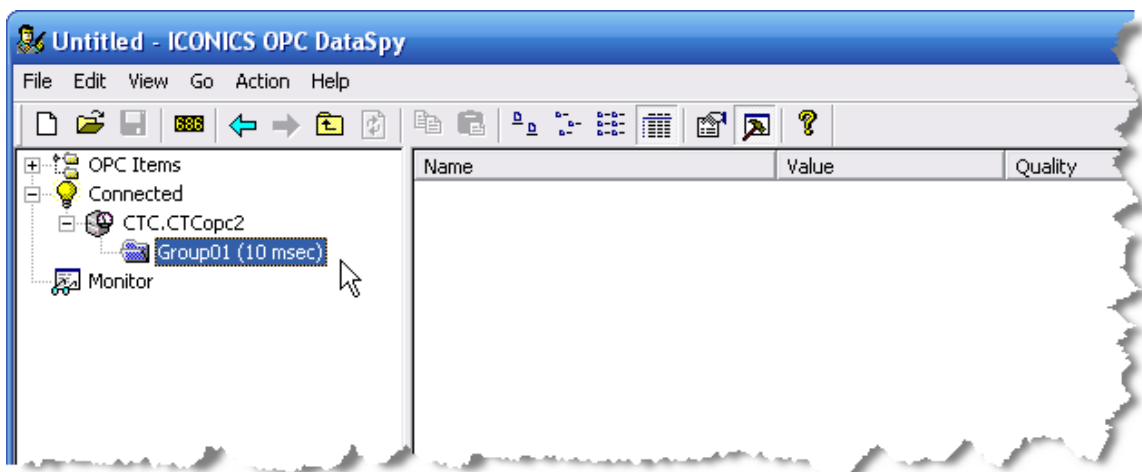 Untitled - ICONICS OPC DataSpy
File Edit View Go Action Help
686
OPC Items
Name Value Quality
Connected
CTC.CTCopc2
Group01 (10 msec)
Monitor